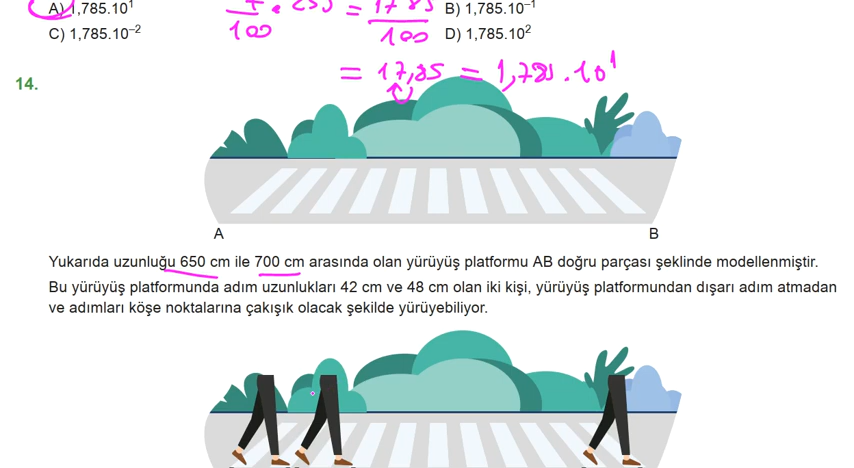 A) 1,785.10¹
B) 1,785.10⁻¹
C) 1,785.10⁻²
D) 1,785.10²
/100 . 255 = 1785/100
= 17,85 = 1,785 . 10¹
14.
A
B
Yukarıda uzunluğu 650 cm ile 700 cm arasında olan yürüyüş platformu AB doğru parçası şeklinde modellenmiştir.
Bu yürüyüş platformunda adım uzunlukları 42 cm ve 48 cm olan iki kişi, yürüyüş platformundan dışarı adım atmadan
ve adımları köşe noktalarına çakışık olacak şekilde yürüyebiliyor.